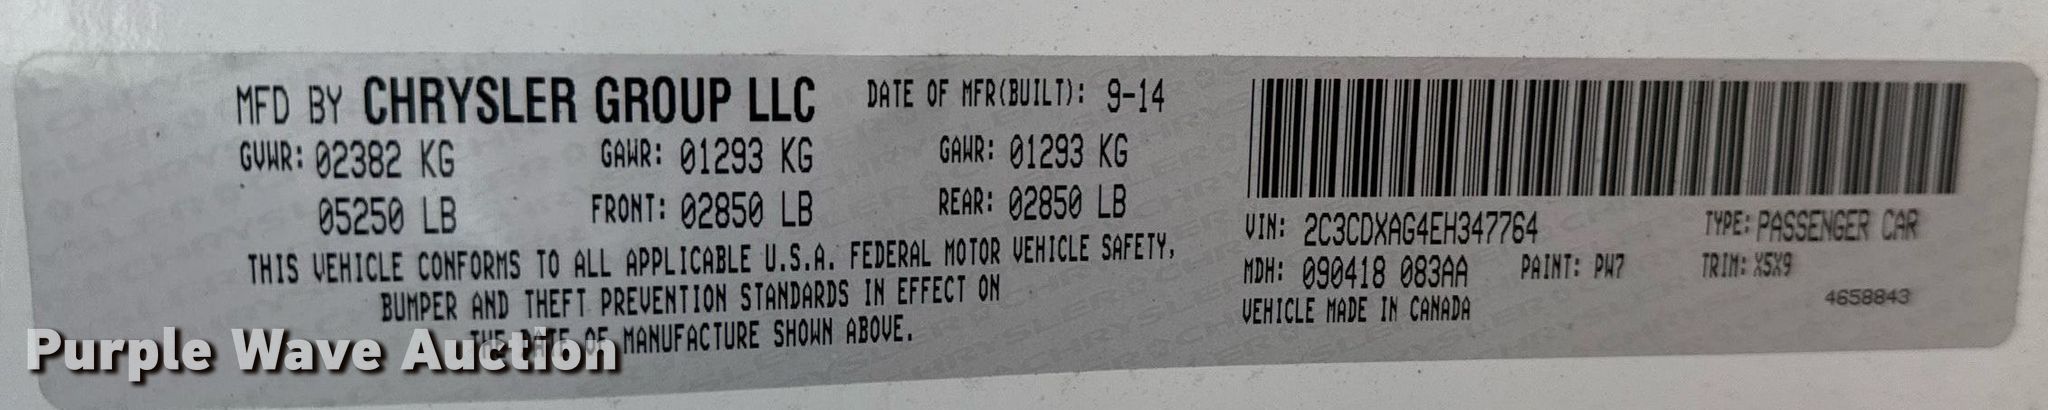 MFD BY CHRYSLER GROUP LLC DATE OF MFR(BUILT): 9-14
GVWR: 02382 KG GAWR: 01293 KG GAWR: 01293 KG
05250 LB FRONT: 02850 LB REAR: 02850 LB
THIS VEHICLE CONFORMS TO ALL APPLICABLE U.S.A. FEDERAL MOTOR VEHICLE SAFETY,
BUMPER AND THEFT PREVENTION STANDARDS IN EFFECT ON
THE DATE OF MANUFACTURE SHOWN ABOVE.
VIN: 2C3CDXAG4EH347764 TYPE: PASSENGER CAR
MDH: 090418 083AA PAINT: PW7 TRIM: X5X9
VEHICLE MADE IN CANADA 4658843
Purple Wave Auction